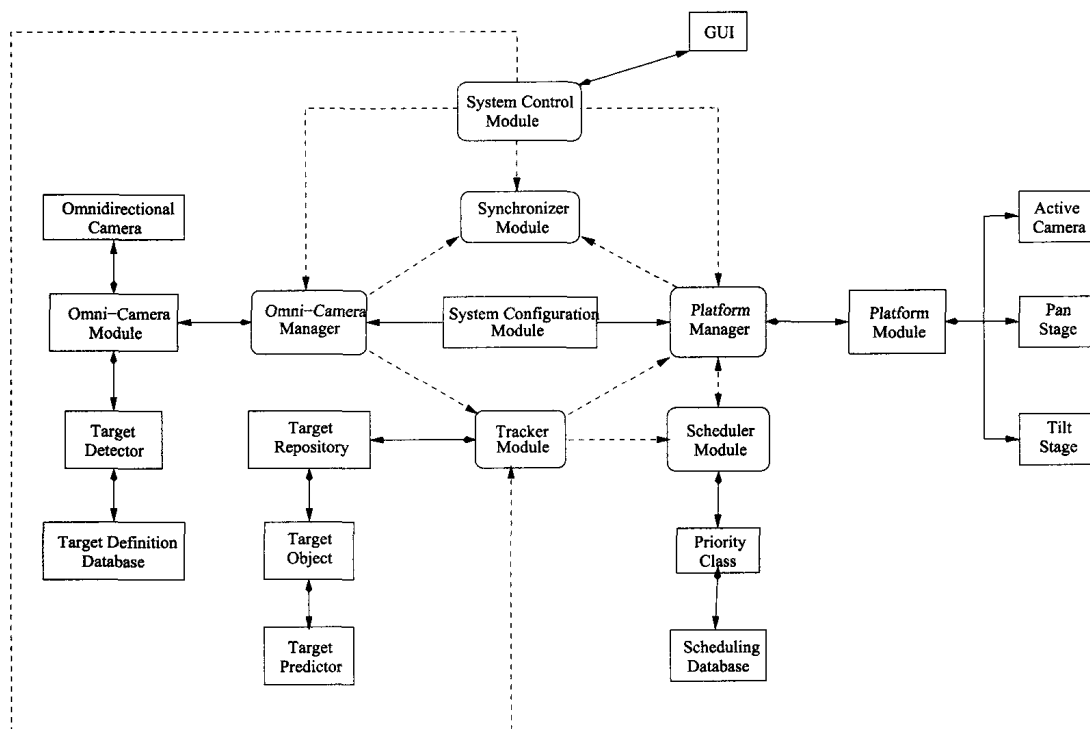 GUI
System Control
Module
Omnidirectional
Camera
Synchronizer
Module
Active
Camera
Omni-Camera
Module
Omni-Camera
Manager
System Configuration
Module
Platform
Manager
Platform
Module
Pan
Stage
Target
Detector
Target
Repository
Tracker
Module
Scheduler
Module
Tilt
Stage
Target Definition
Database
Target
Object
Priority
Class
Target
Predictor
Scheduling
Database